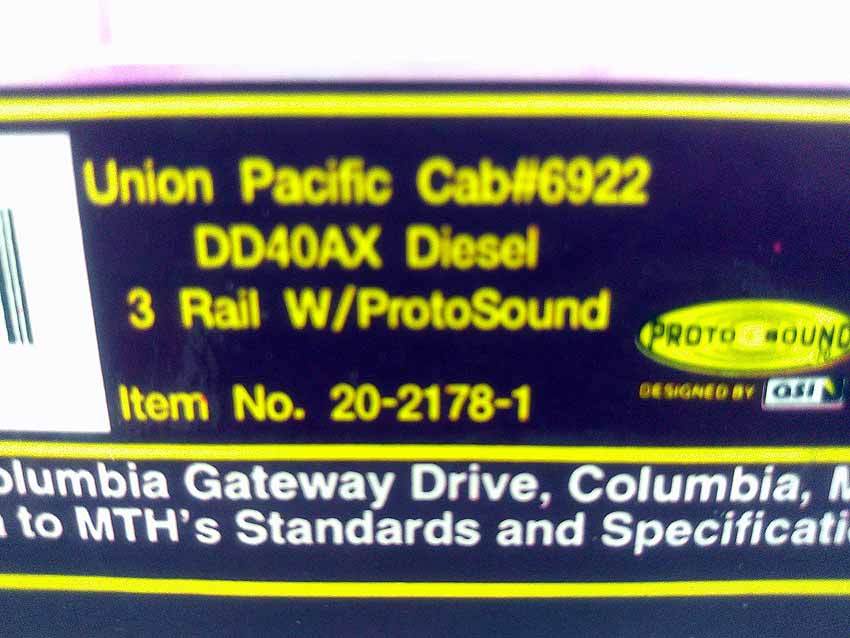 Union Pacific Cab#6922
DD40AX Diesel
3 Rail W/ProtoSound
PROTO SOUND
DESIGNED BY QSI
Item No. 20-2178-1
olumbia Gateway Drive, Columbia, M
to MTH's Standards and Specificati